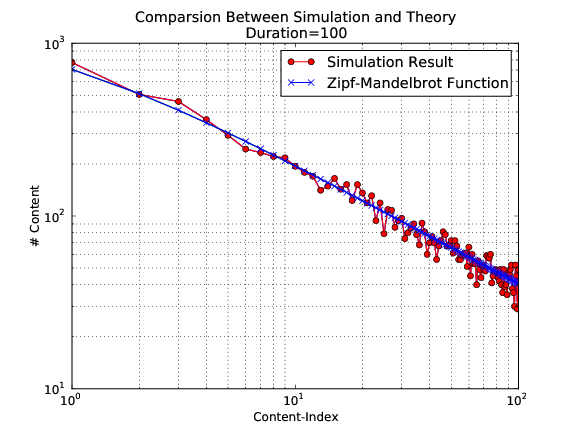 Comparsion Between Simulation and Theory
Duration=100
10³
Simulation Result
Zipf-Mandelbrot Function
# Content
10²
10¹
10⁰
10¹
10²
Content-Index